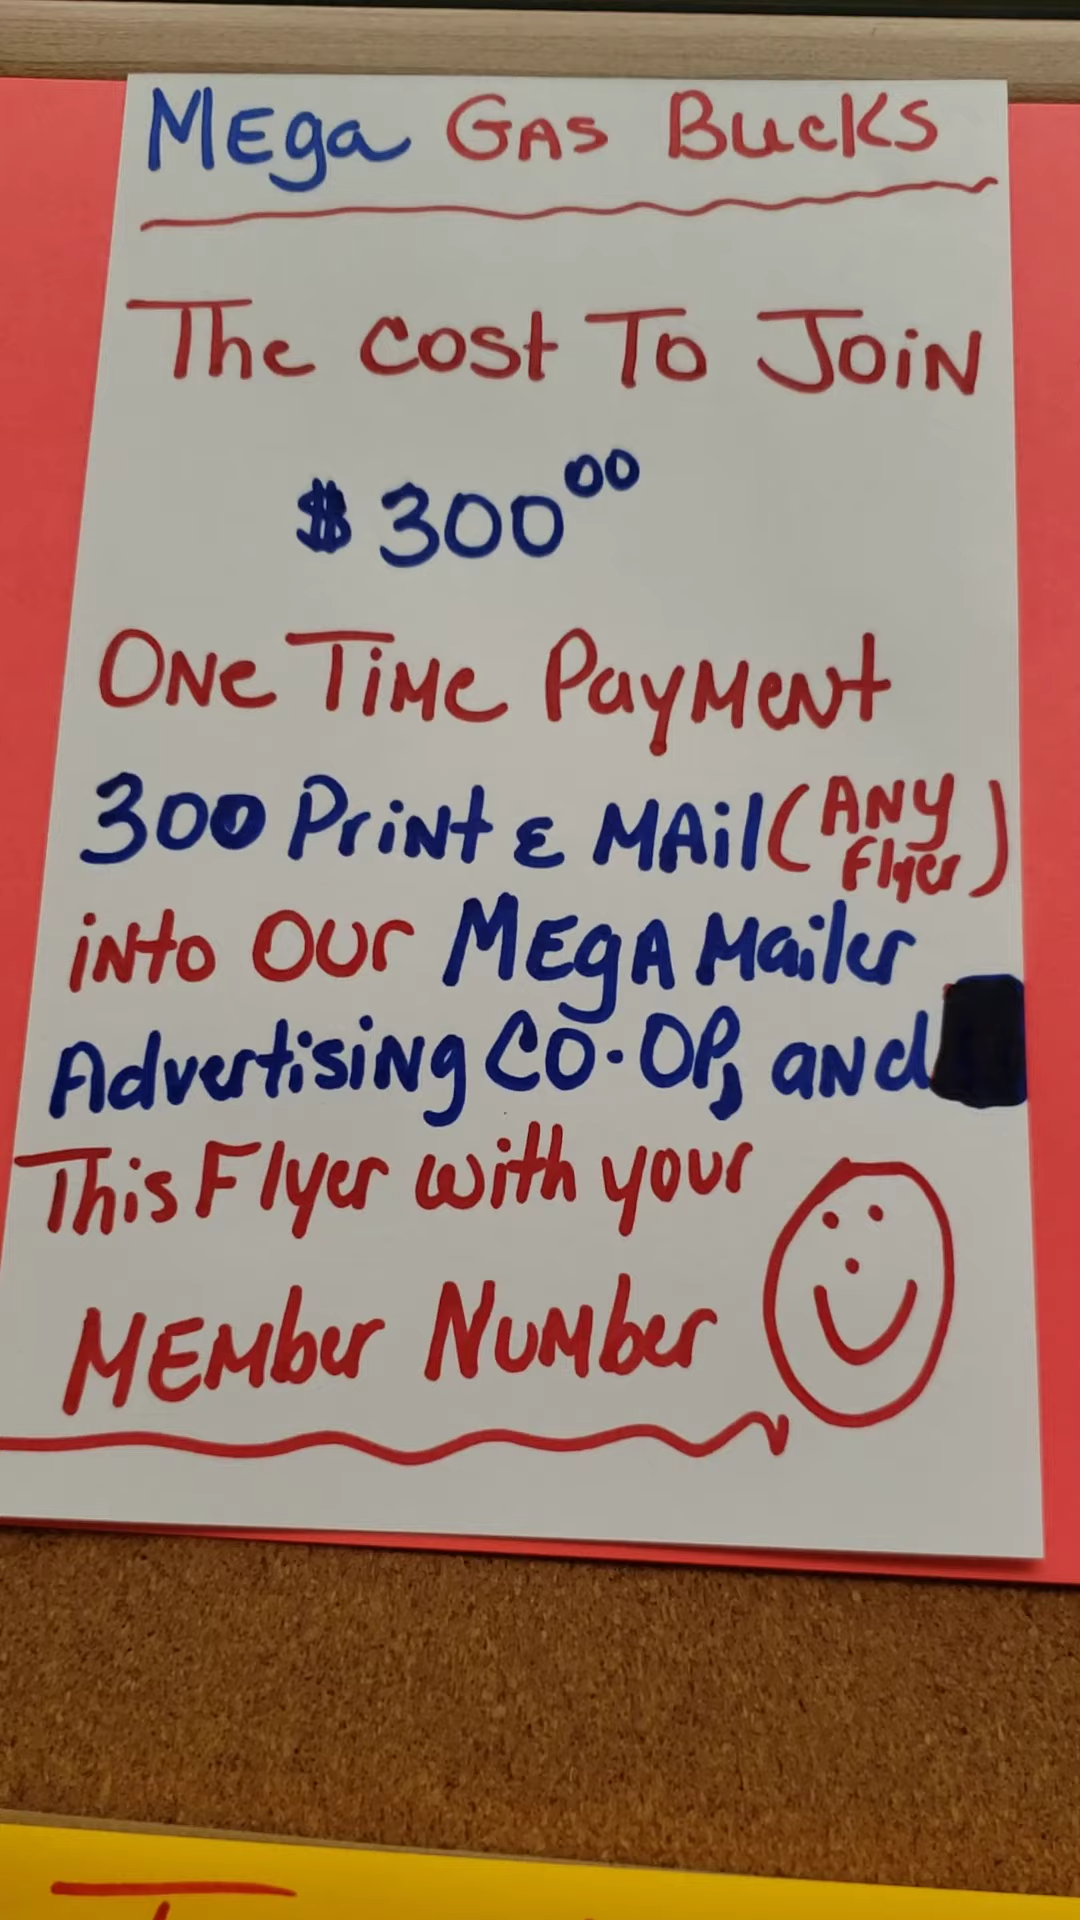 MEga GAS BucKS
The Cost To JOiN
$300.00
ONe TiMe PayMent
300 PriNt & MAil (ANY Flyer)
iNto Our MEgA Mailer
AdvertisiNg CO-OP, aNd
This Flyer with your
MEMber NuMber